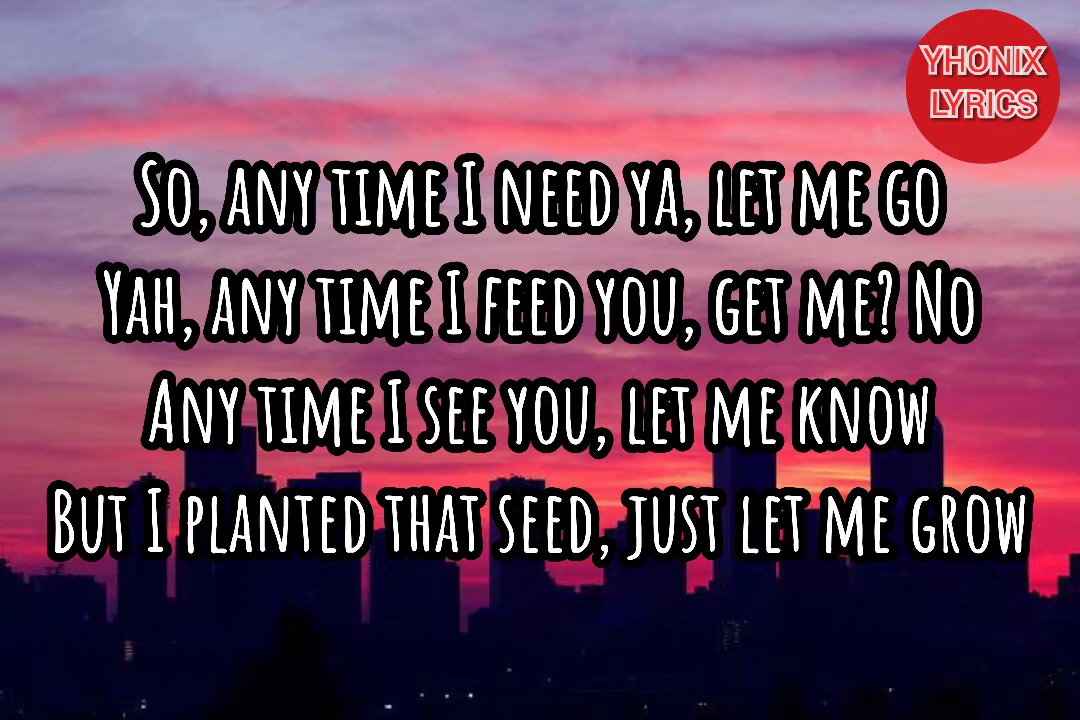 YHONIX
LYRICS
So, any time I need ya, let me go
Yah, any time I feed you, get me? No
Any time I see you, let me know
But I planted that seed, just let me grow